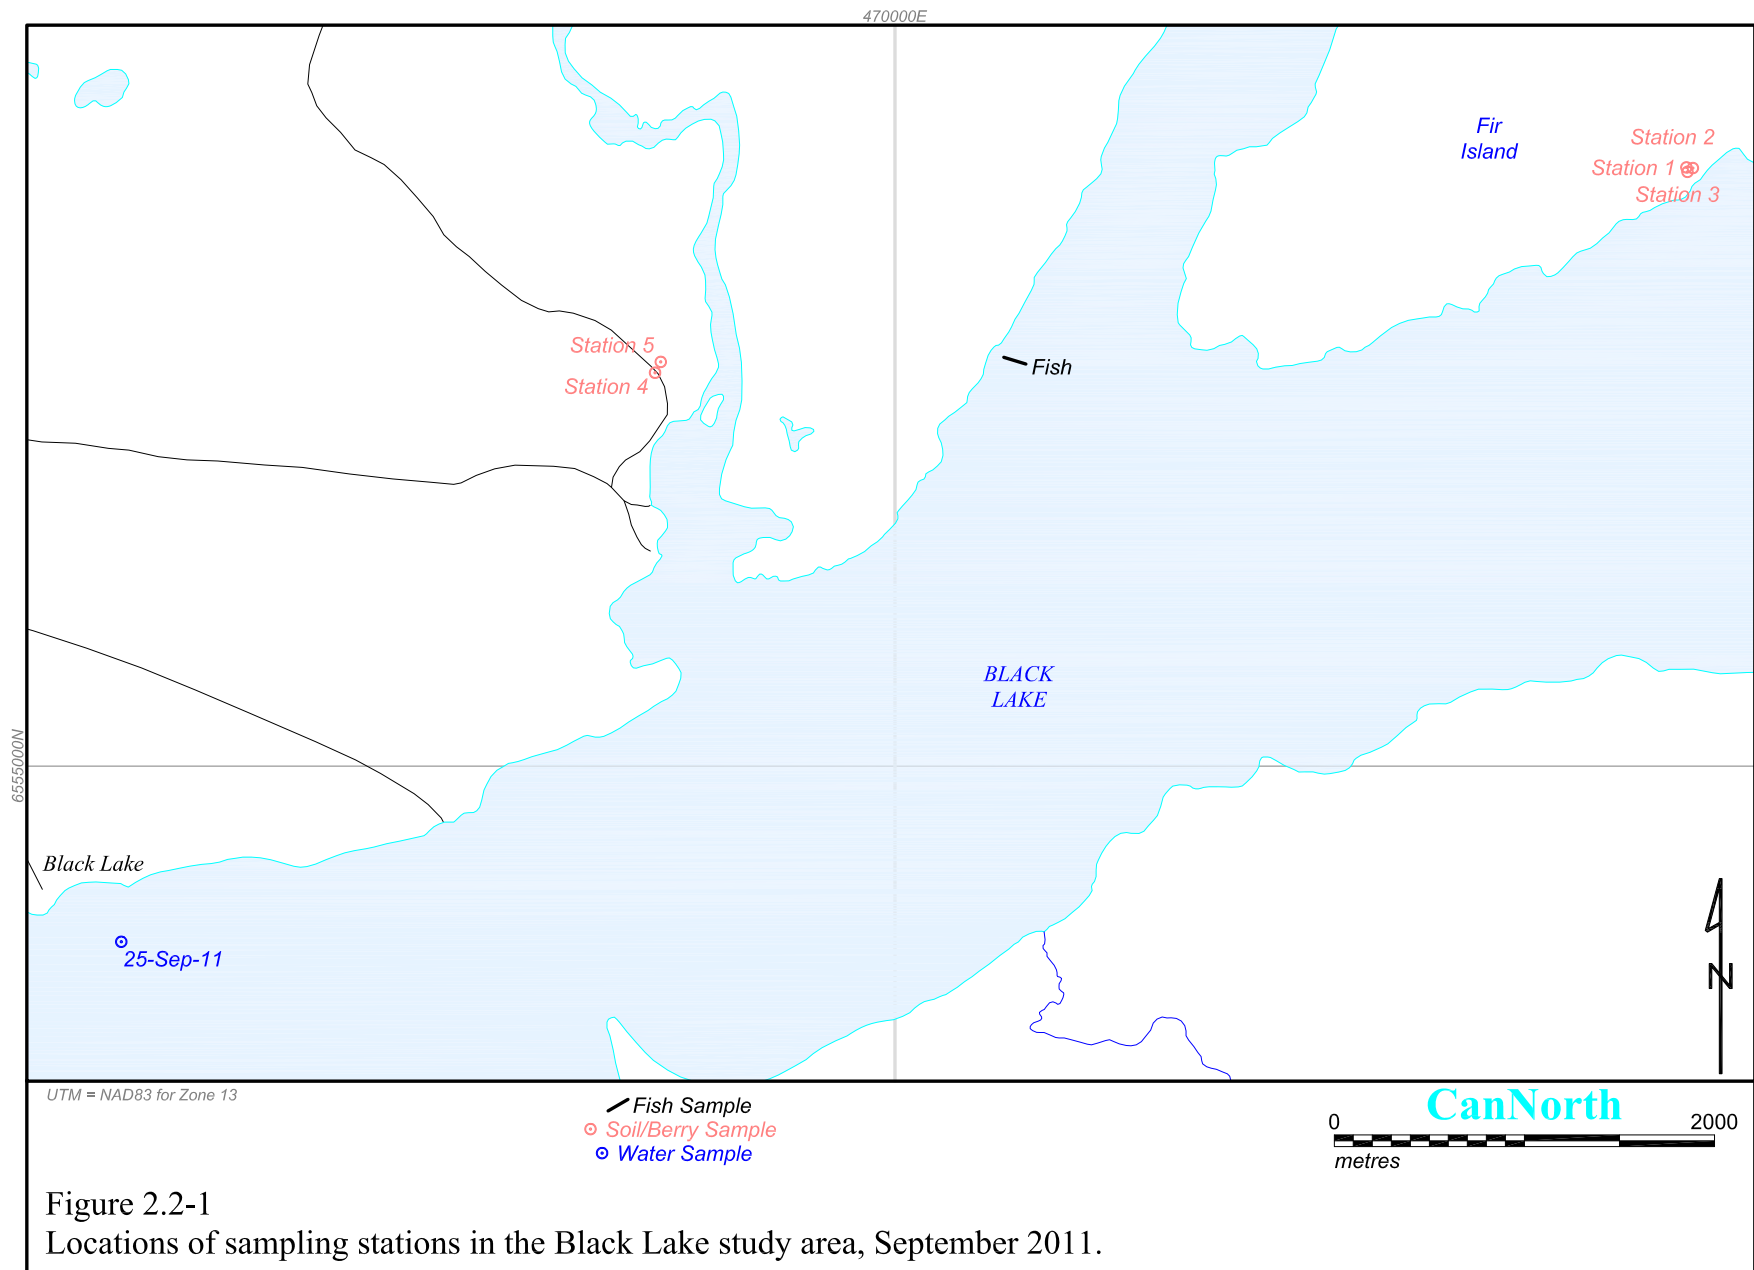 470000E
Fir
Island
Station 2
Station 1
Station 3
Station 5
Station 4
Fish
BLACK
LAKE
6555000N
Black Lake
25-Sep-11
N
UTM = NAD83 for Zone 13
Fish Sample
Soil/Berry Sample
Water Sample
CanNorth
0 2000
metres
Figure 2.2-1
Locations of sampling stations in the Black Lake study area, September 2011.